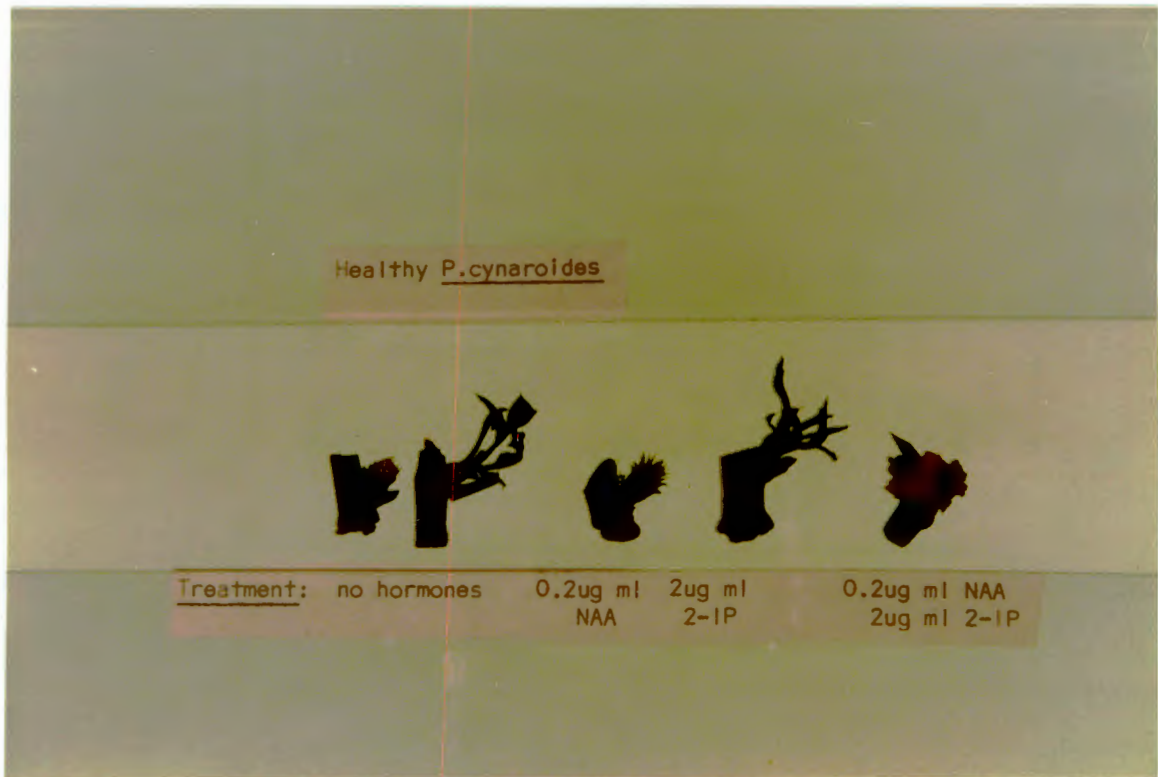 Healthy P.cynaroides
Treatment: no hormones 0.2ug ml 2ug ml 0.2ug ml NAA
NAA 2-IP 2ug ml 2-IP